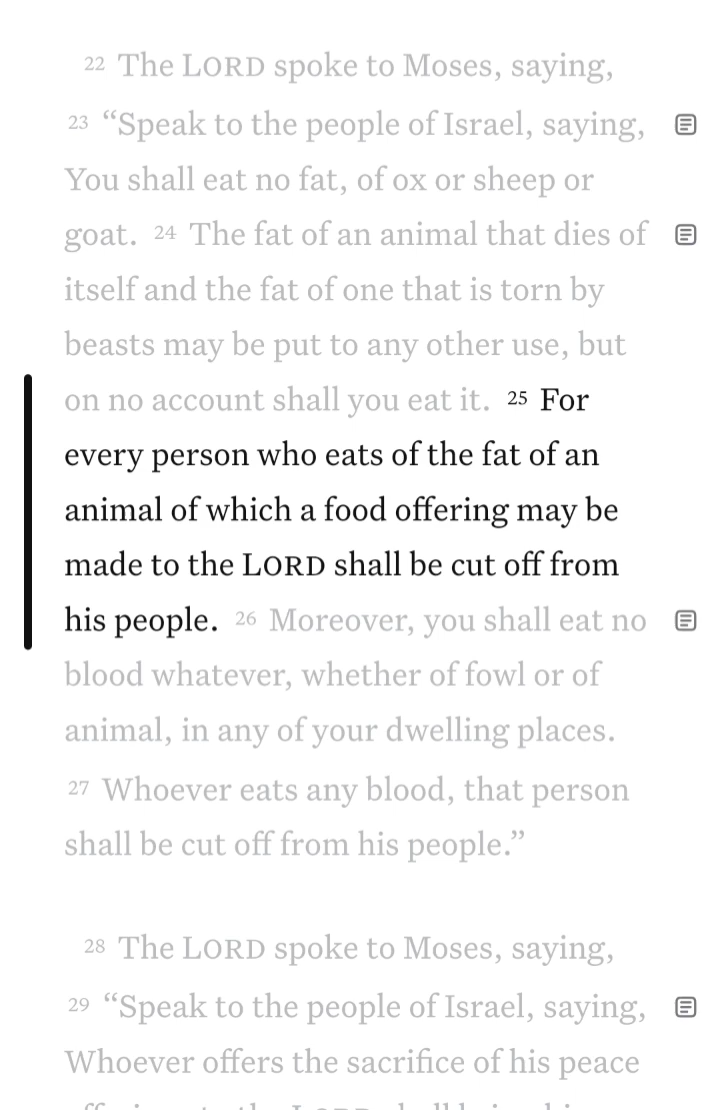 22 The LORD spoke to Moses, saying,
23 “Speak to the people of Israel, saying,
You shall eat no fat, of ox or sheep or
goat. 24 The fat of an animal that dies of
itself and the fat of one that is torn by
beasts may be put to any other use, but
on no account shall you eat it. 25 For
every person who eats of the fat of an
animal of which a food offering may be
made to the LORD shall be cut off from
his people. 26 Moreover, you shall eat no
blood whatever, whether of fowl or of
animal, in any of your dwelling places.
27 Whoever eats any blood, that person
shall be cut off from his people.”
28 The LORD spoke to Moses, saying,
29 “Speak to the people of Israel, saying,
Whoever offers the sacrifice of his peace